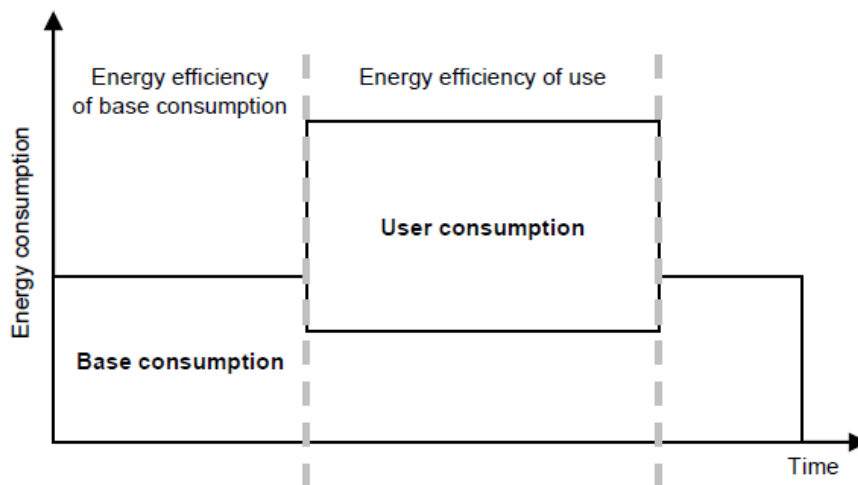 Energy efficiency
of base consumption
Energy efficiency of use
Energy consumption
User consumption
Base consumption
Time